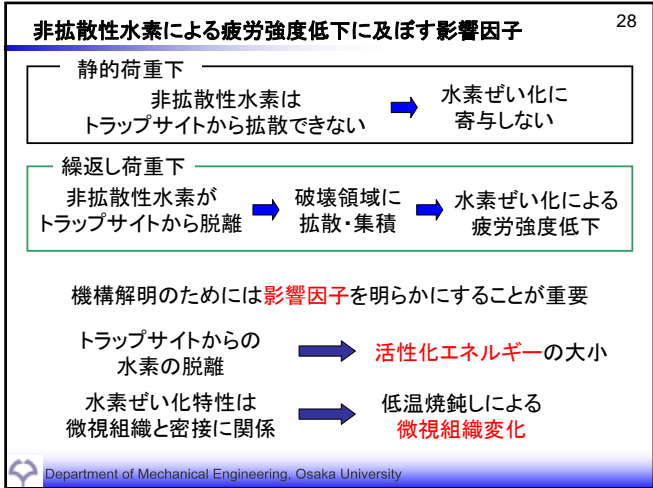 非拡散性水素による疲労強度低下に及ぼす影響因子
28
静的荷重下
非拡散性水素は
トラップサイトから拡散できない
水素ぜい化に
寄与しない
繰返し荷重下
非拡散性水素が
トラップサイトから脱離
破壊領域に
拡散・集積
水素ぜい化による
疲労強度低下
機構解明のためには影響因子を明らかにすることが重要
トラップサイトからの
水素の脱離
活性化エネルギーの大小
水素ぜい化特性は
微視組織と密接に関係
低温焼鈍しによる
微視組織変化
Department of Mechanical Engineering, Osaka University